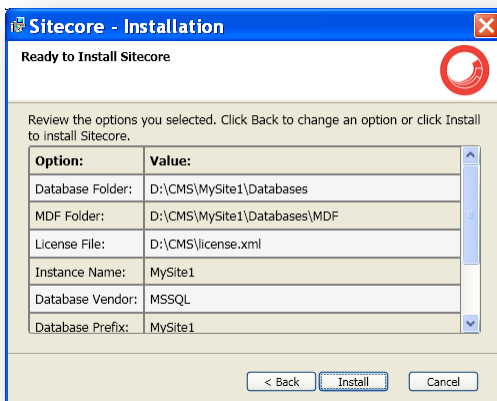 Sitecore - Installation
Ready to Install Sitecore
Review the options you selected. Click Back to change an option or click Install
to install Sitecore.
Option: Value:
Database Folder: D:\CMS\MySite1\Databases
MDF Folder: D:\CMS\MySite1\Databases\MDF
License File: D:\CMS\license.xml
Instance Name: MySite1
Database Vendor: MSSQL
Database Prefix: MySite1
< Back Install Cancel